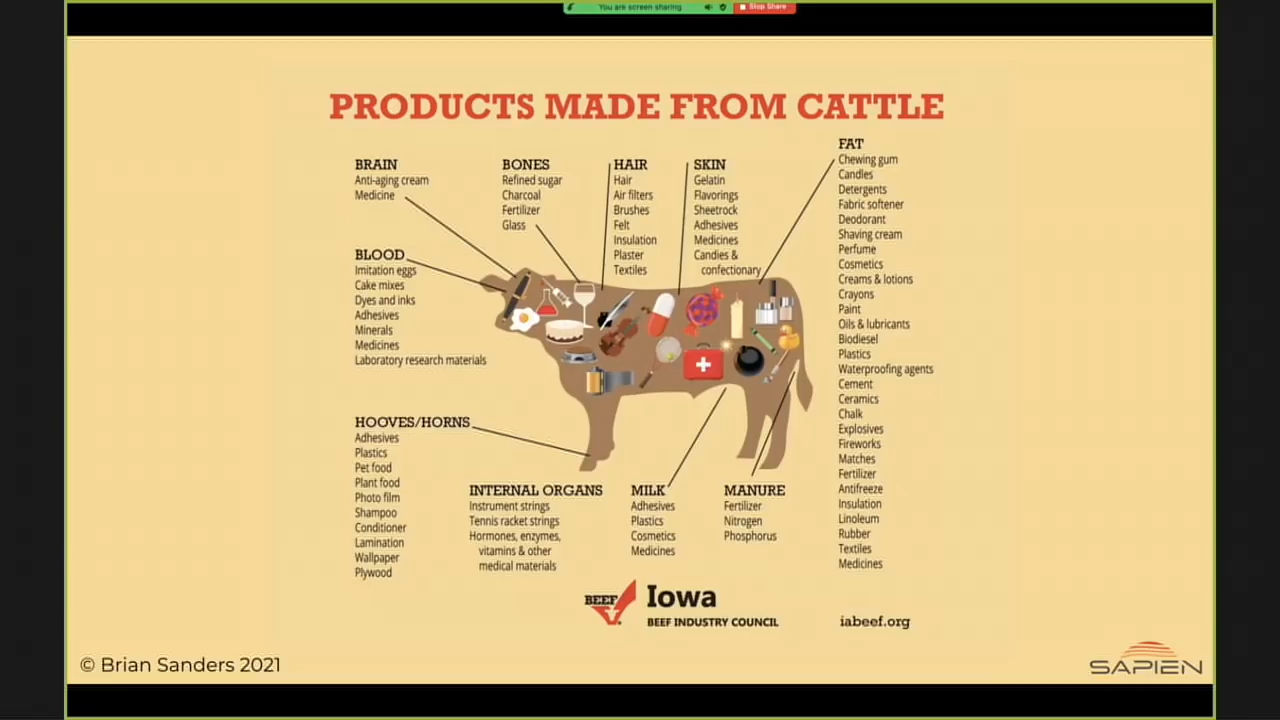 You are screen sharing
Stop Share
PRODUCTS MADE FROM CATTLE
BRAIN
Anti-aging cream
Medicine
BLOOD
Imitation eggs
Cake mixes
Dyes and inks
Adhesives
Minerals
Medicines
Laboratory research materials
BONES
Refined sugar
Charcoal
Fertilizer
Glass
HAIR
Hair
Air filters
Brushes
Felt
Insulation
Plaster
Textiles
SKIN
Gelatin
Flavorings
Sheetrock
Adhesives
Medicines
Candies &
confectionary
FAT
Chewing gum
Candles
Detergents
Fabric softener
Deodorant
Shaving cream
Perfume
Cosmetics
Creams & lotions
Crayons
Paint
Oils & lubricants
Biodiesel
Plastics
Waterproofing agents
Cement
Ceramics
Chalk
Explosives
Fireworks
Matches
Fertilizer
Antifreeze
Insulation
Linoleum
Rubber
Textiles
Medicines
HOOVES/HORNS
Adhesives
Plastics
Pet food
Plant food
Photo film
Shampoo
Conditioner
Lamination
Wallpaper
Plywood
INTERNAL ORGANS
Instrument strings
Tennis racket strings
Hormones, enzymes,
vitamins & other
medical materials
MILK
Adhesives
Plastics
Cosmetics
Medicines
MANURE
Fertilizer
Nitrogen
Phosphorus
BEEF
Iowa
BEEF INDUSTRY COUNCIL
iabeef.org
© Brian Sanders 2021
SAPIEN